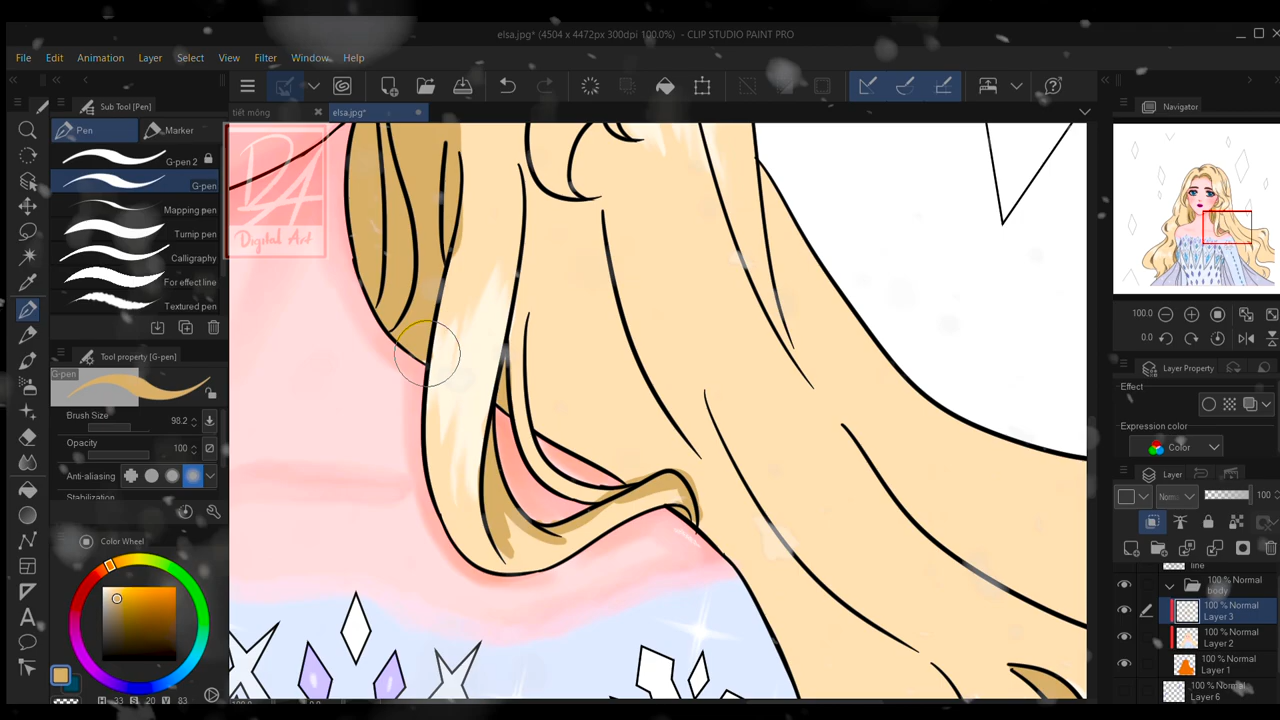 elsa.jpg* (4504 x 4472px 300dpi 100.0%) - CLIP STUDIO PAINT PRO
File Edit Animation Layer Select View Filter Window Help
Sub Tool [Pen]
tiết móng
elsa.jpg*
Navigator
Pen
Marker
G-pen 2
G-pen
Mapping pen
Turnip pen
Calligraphy
For effect line
Textured pen
DA
Digital Art
100.0
0.0
Tool property [G-pen]
G-pen
Brush Size 98.2
Opacity 100
Anti-aliasing
Stabilization
Layer Property
Effect
Expression color
Color
Layer
100
line
100 % Normal
body
100 % Normal
Layer 3
100 % Normal
Layer 2
100 % Normal
Layer 1
100 % Normal
Layer 6
Color Wheel
H 33 S 20 V 83